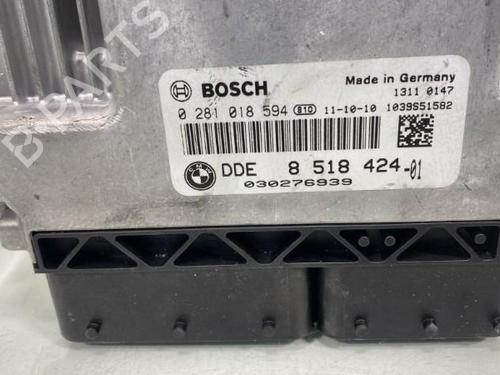 B PARTS
BOSCH
Made in Germany
1311 0147
0 281 018 594 810 11-10-10 1039S51582
BMW
DDE 8 518 424-01
030276939